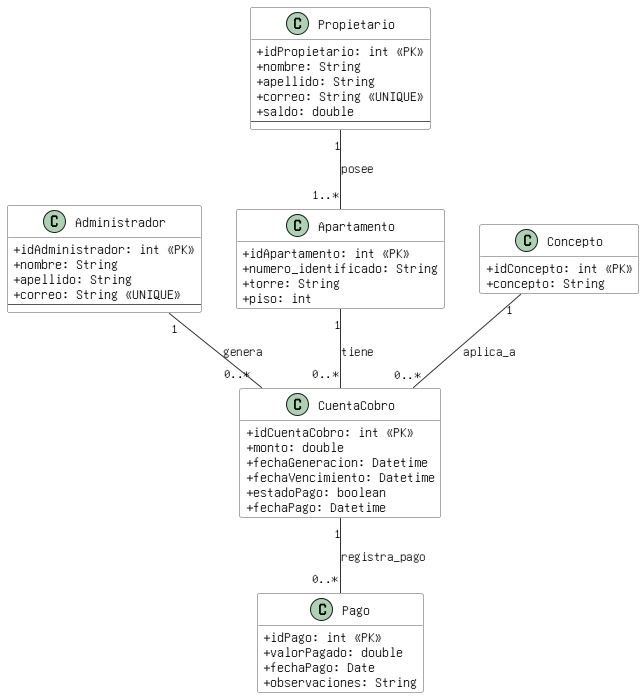 C Propietario
+idPropietario: int «PK»
+nombre: String
+apellido: String
+correo: String «UNIQUE»
+saldo: double
1
posee
1..*
C Administrador
+idAdministrador: int «PK»
+nombre: String
+apellido: String
+correo: String «UNIQUE»
C Apartamento
+idApartamento: int «PK»
+numero_identificado: String
+torre: String
+piso: int
C Concepto
+idConcepto: int «PK»
+concepto: String
1
genera
0..*
1
tiene
0..*
1
aplica_a
0..*
C CuentaCobro
+idCuentaCobro: int «PK»
+monto: double
+fechaGeneracion: Datetime
+fechaVencimiento: Datetime
+estadoPago: boolean
+fechaPago: Datetime
1
registra_pago
0..*
C Pago
+idPago: int «PK»
+valorPagado: double
+fechaPago: Date
+observaciones: String